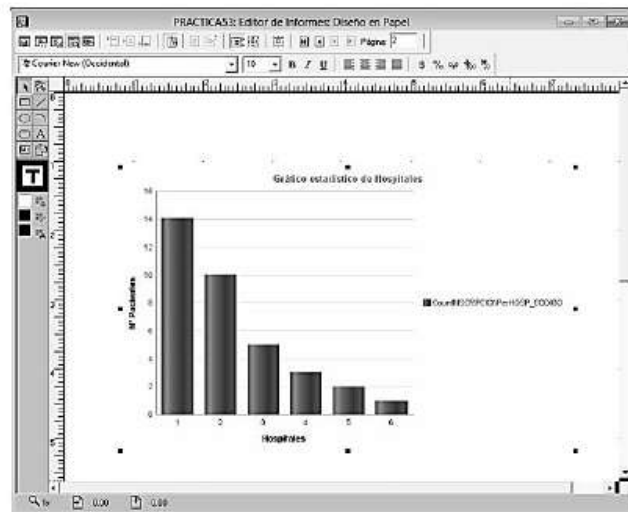 PRACTICA53: Editor de Informes: Diseño en Papel
Página: 2
Courier New (Occidental) 10 B I U
Gráfico estadístico de Hospitales
16
14
12
10
8
6
4
2
0
Nº Pacientes
1 2 3 4 5 6
Hospitales
1x 0.00 0.00